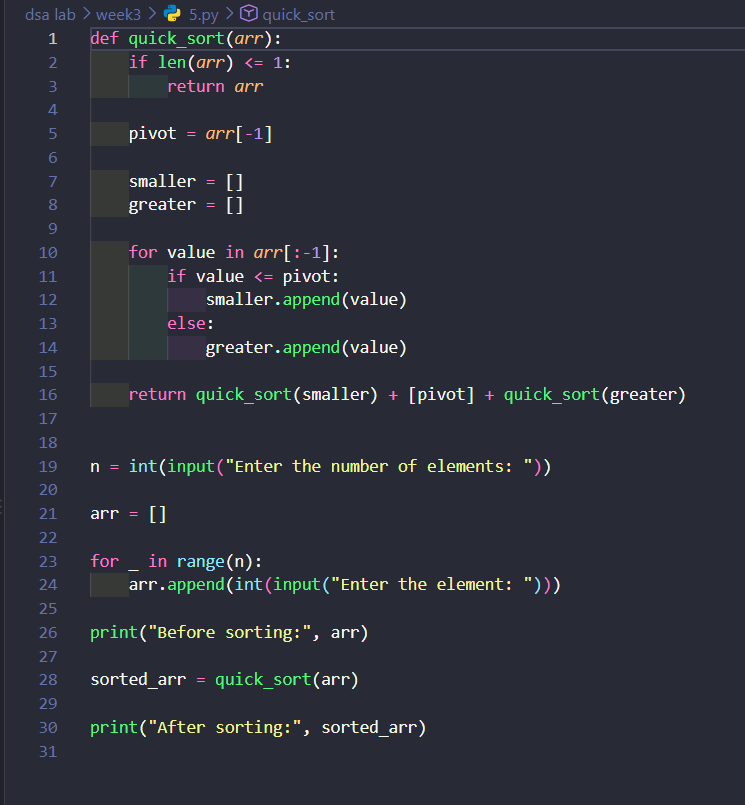 dsa lab > week3 > 5.py > quick_sort
1 def quick_sort(arr):
2     if len(arr) <= 1:
3         return arr
4
5     pivot = arr[-1]
6
7     smaller = []
8     greater = []
9
10     for value in arr[:-1]:
11         if value <= pivot:
12             smaller.append(value)
13         else:
14             greater.append(value)
15
16     return quick_sort(smaller) + [pivot] + quick_sort(greater)
17
18
19 n = int(input("Enter the number of elements: "))
20
21 arr = []
22
23 for _ in range(n):
24     arr.append(int(input("Enter the element: ")))
25
26 print("Before sorting:", arr)
27
28 sorted_arr = quick_sort(arr)
29
30 print("After sorting:", sorted_arr)
31